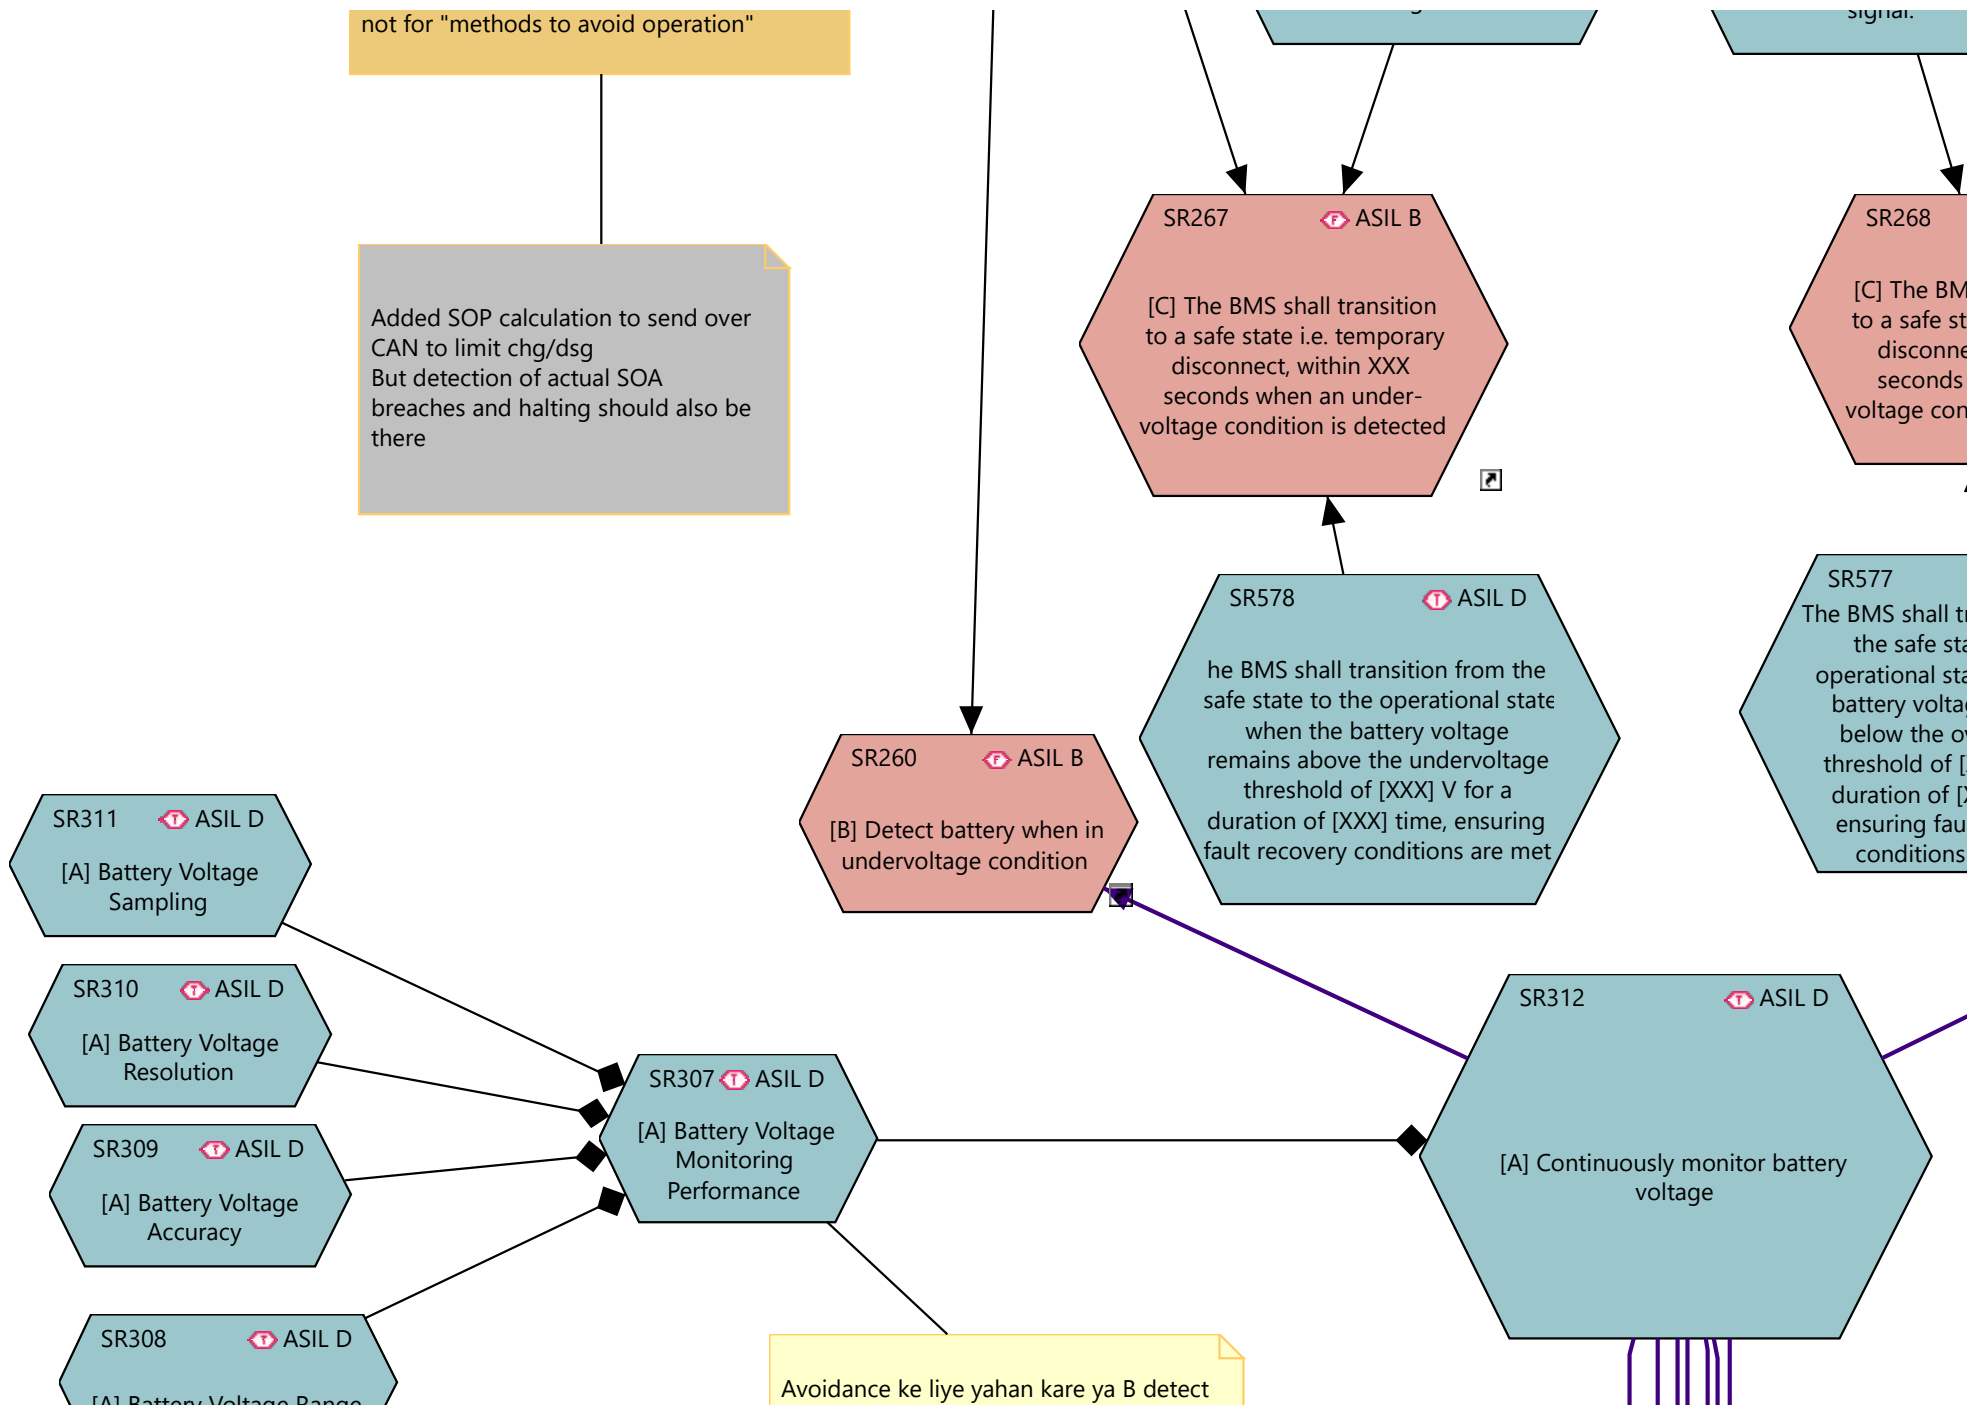 not for "methods to avoid operation"
signal.
Added SOP calculation to send over
CAN to limit chg/dsg
But detection of actual SOA
breaches and halting should also be
there
SR267 F ASIL B
[C] The BMS shall transition
to a safe state i.e. temporary
disconnect, within XXX
seconds when an under-
voltage condition is detected
SR268
[C] The BM
to a safe st
disconne
seconds
voltage con
SR578 T ASIL D
he BMS shall transition from the
safe state to the operational state
when the battery voltage
remains above the undervoltage
threshold of [XXX] V for a
duration of [XXX] time, ensuring
fault recovery conditions are met
SR577
The BMS shall tr
the safe sta
operational sta
battery voltag
below the ov
threshold of [
duration of [X
ensuring fau
conditions
SR260 F ASIL B
[B] Detect battery when in
undervoltage condition
SR311 T ASIL D
[A] Battery Voltage
Sampling
SR310 T ASIL D
[A] Battery Voltage
Resolution
SR309 T ASIL D
[A] Battery Voltage
Accuracy
SR308 T ASIL D
[A] Battery Voltage Range
SR307 T ASIL D
[A] Battery Voltage
Monitoring
Performance
SR312 T ASIL D
[A] Continuously monitor battery
voltage
Avoidance ke liye yahan kare ya B detect